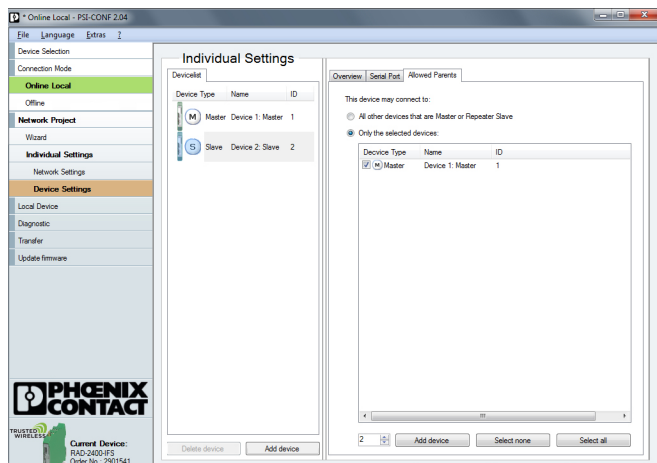 * Online Local - PSI-CONF 2.04
File Language Extras ?
Device Selection
Connection Mode
Online Local
Offline
Network Project
Wizard
Individual Settings
Network Settings
Device Settings
Local Device
Diagnostic
Transfer
Update firmware
PHŒNIX
CONTACT
TRUSTED
WIRELESS
Current Device:
RAD-2400-IFS
Order No.: 2901541
Individual Settings
Devicelist
Device Type Name ID
M Master Device 1: Master 1
S Slave Device 2: Slave 2
Delete device Add device
Overview Serial Port Allowed Parents
This device may connect to:
All other devices that are Master or Repeater Slave
Only the selected devices:
Decvice Type Name ID
M Master Device 1: Master 1
2 Add device Select none Select all